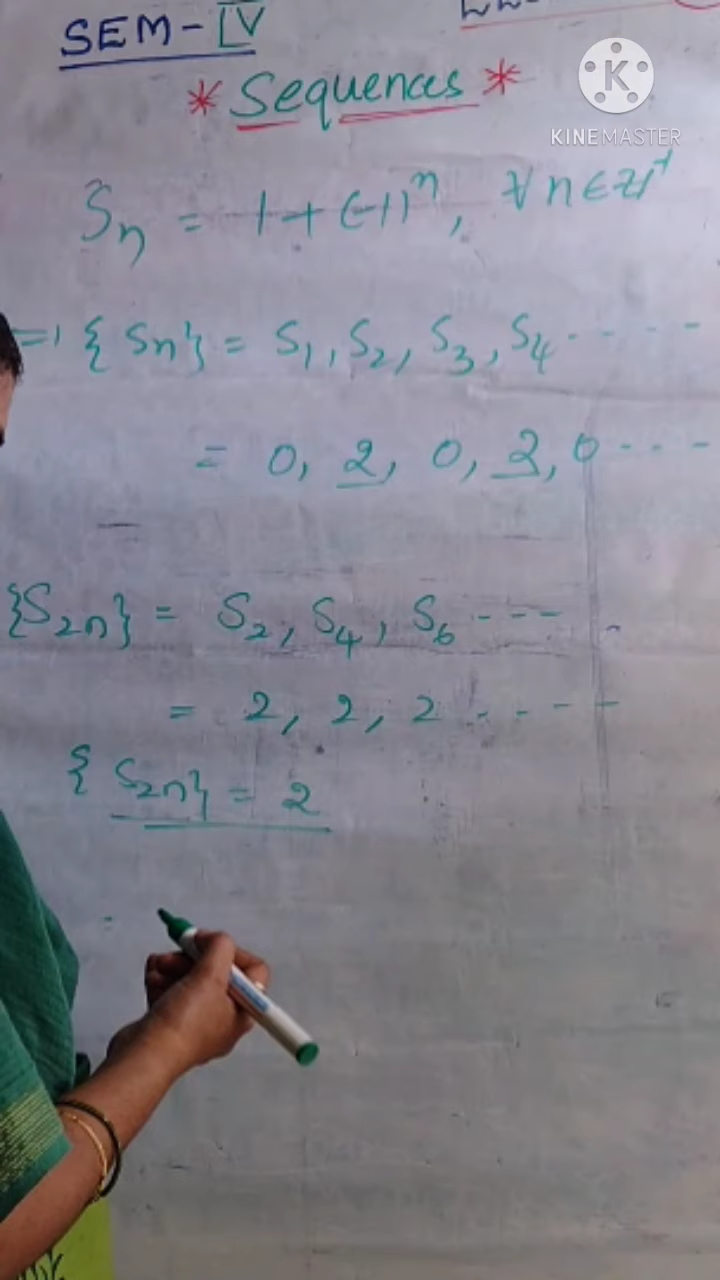 SEM-IV
* Sequences *
KINEMASTER
Sn = 1+(-1)ⁿ, ∀ n∈Z⁺
⇒ {Sn} = S₁, S₂, S₃, S₄ ----
= 0, 2, 0, 2, 0 ----
{S₂n} = S₂, S₄, S₆ ---
= 2, 2, 2 ----
{S₂n} = 2